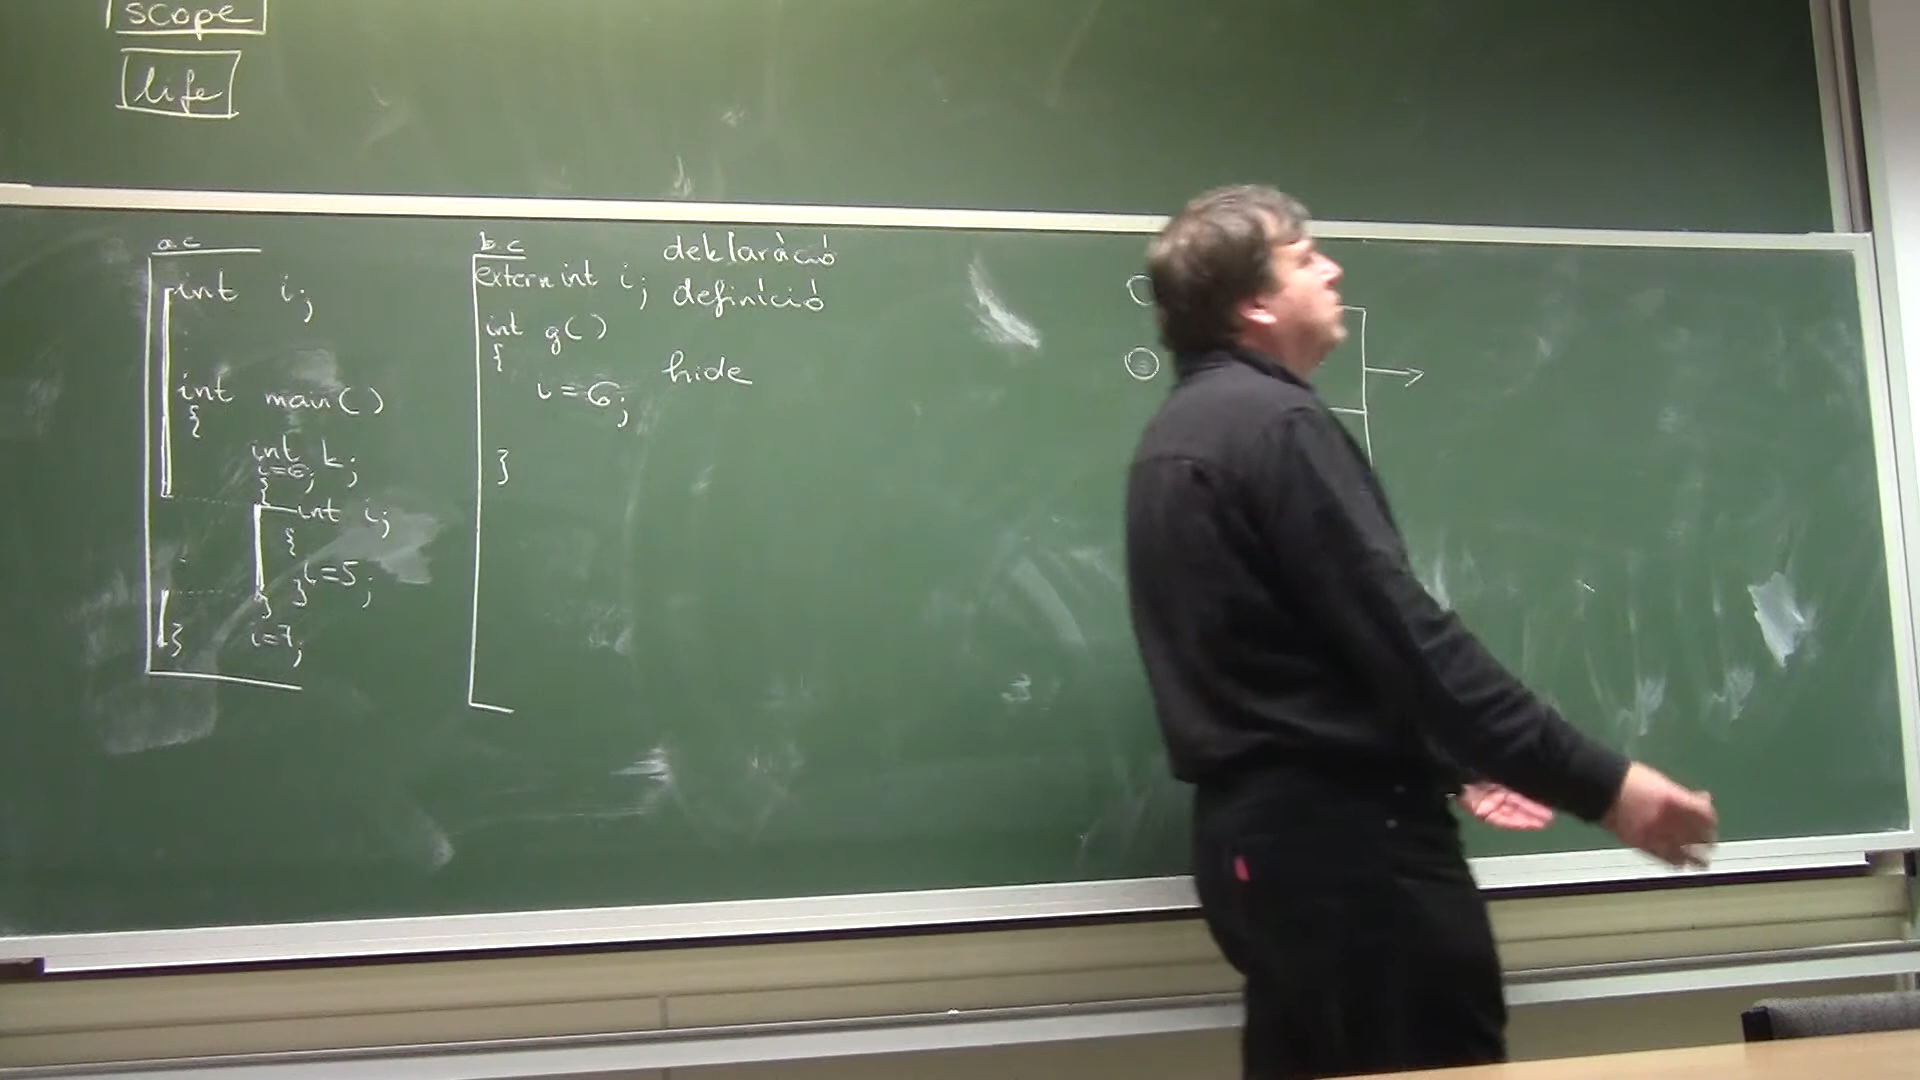 scope
life
a.c
int i;
int main()
{
int k;
i=6;
{
int i;
{
i=5;
}
}
i=7;
}
b.c
extern int i;
int g()
{
i=6;
}
deklaráció
definíció
hide